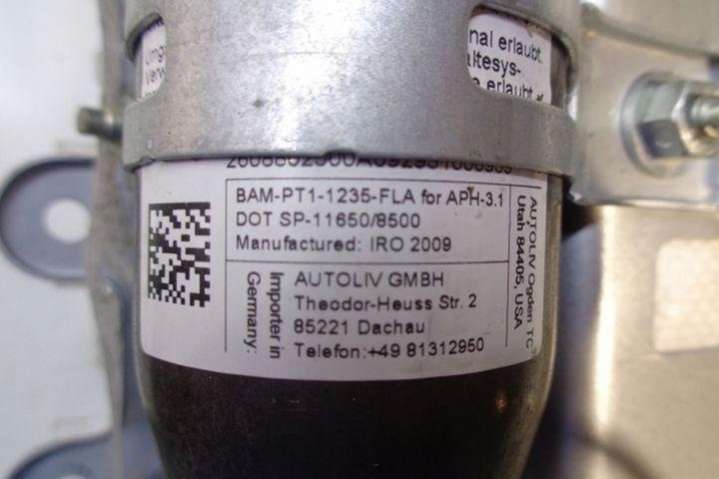 nal erlaubt.
altesys-
erlaubt
BAM-PT1-1235-FLA for APH-3.1
DOT SP-11650/8500
Manufactured: IRO 2009
AUTOLIV Ogden TC
Utah 84405, USA
Importer in
Germany:
AUTOLIV GMBH
Theodor-Heuss Str. 2
85221 Dachau
Telefon:+49 81312950